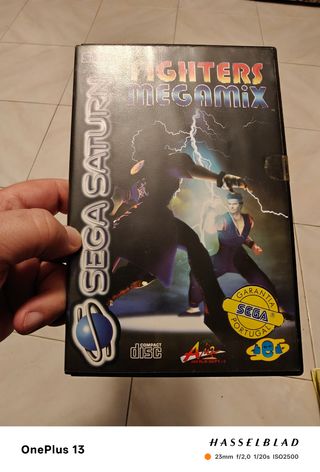 FIGHTERS
MEGAMiX
SEGA SATURN
GARANTIA
SEGA
PORTUGAL
COMPACT
disc
OnePlus 13
HASSELBLAD
23mm f/2,0 1/20s ISO2500